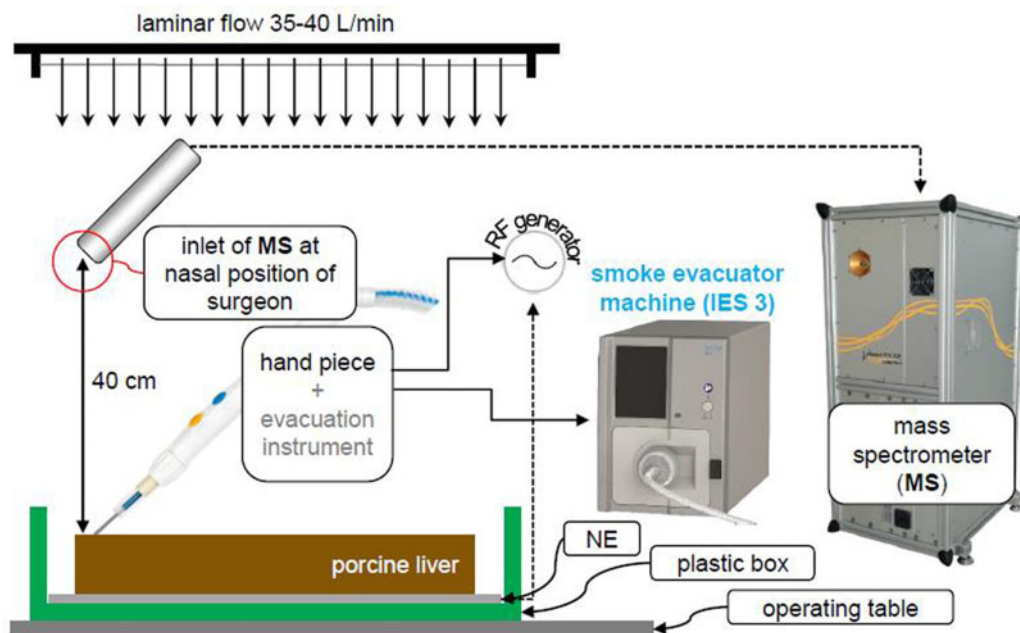 laminar flow 35-40 L/min
RF generator
inlet of MS at
nasal position of
surgeon
smoke evacuator
machine (IES 3)
40 cm
hand piece
+
evacuation
instrument
mass
spectrometer
(MS)
NE
porcine liver
plastic box
operating table